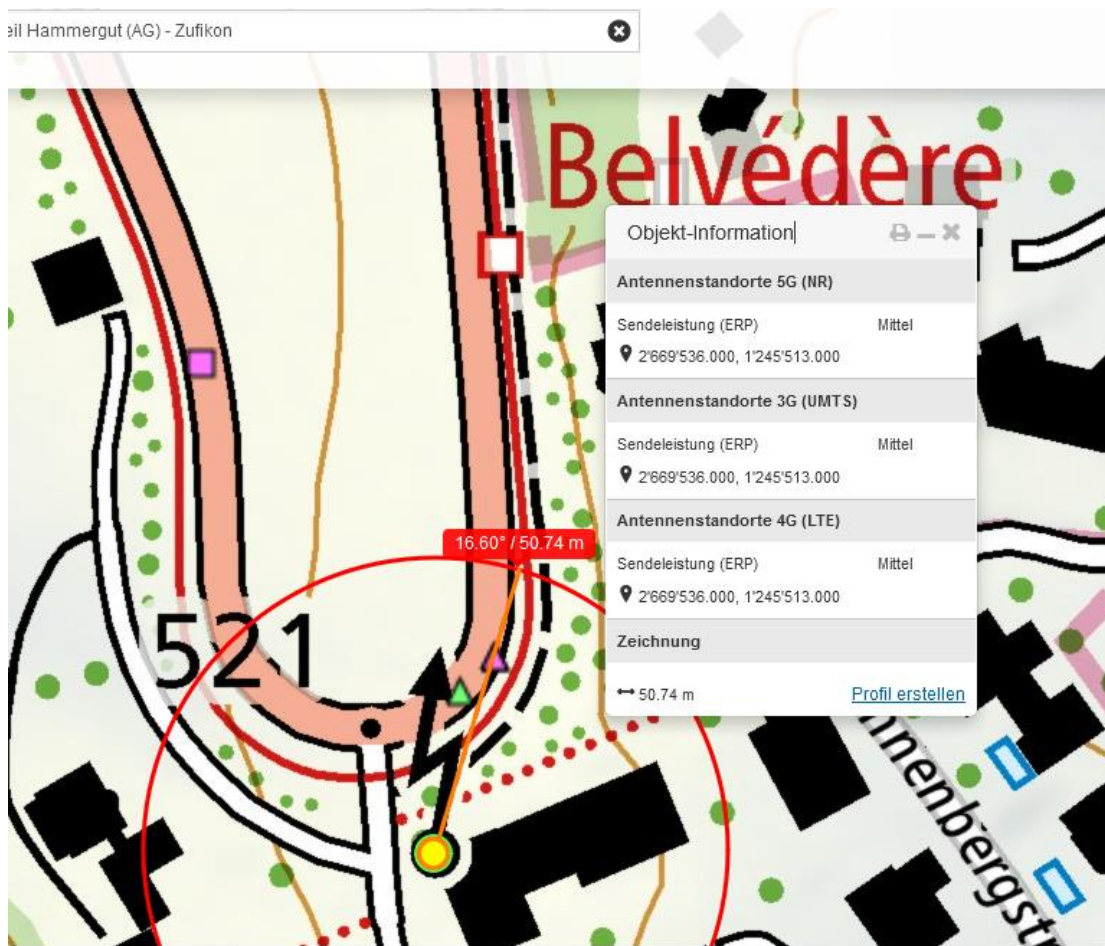 Hammergut (AG) - Zufikon
Belvédère
Objekt-Information
Antennenstandorte 5G (NR)
Sendeleistung (ERP) Mittel
2'669'536.000, 1'245'513.000
Antennenstandorte 3G (UMTS)
Sendeleistung (ERP) Mittel
2'669'536.000, 1'245'513.000
16.60° / 50.74 m
Antennenstandorte 4G (LTE)
Sendeleistung (ERP) Mittel
2'669'536.000, 1'245'513.000
521
Zeichnung
50.74 m Profil erstellen